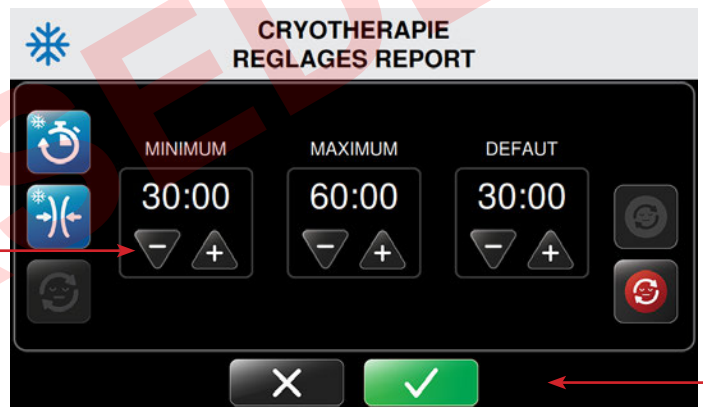 CRYOTHERAPIE
REGLAGES REPORT
MINIMUM MAXIMUM DEFAUT
30:00 60:00 30:00
− + − + − +